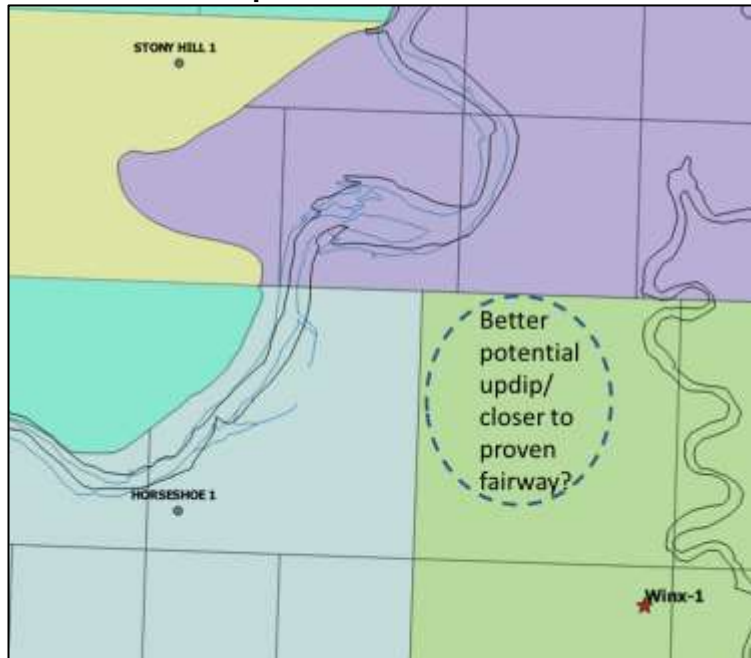 STONY HILL 1
Better
potential
updip/
closer to
proven
fairway?
HORSESHOE 1
Winx-1